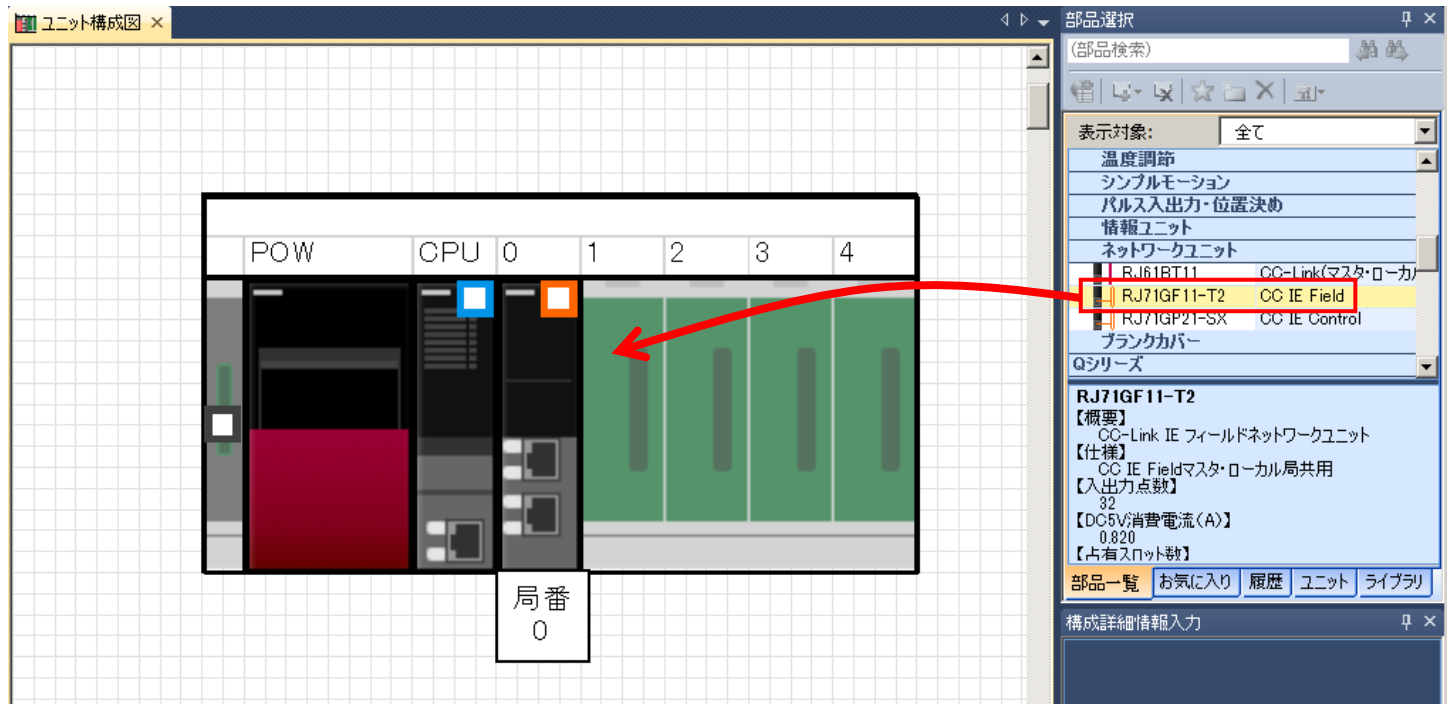 ユニット構成図
部品選択
(部品検索)
表示対象: 全て
温度調節
シンプルモーション
パルス入出力・位置決め
情報ユニット
ネットワークユニット
RJ61BT11 CC-Link(マスタ・ローカル
RJ71GF11-T2 CC IE Field
RJ71GP21-SX CC IE Control
ブランクカバー
Qシリーズ
POW CPU 0 1 2 3 4
局番
0
RJ71GF11-T2
【概要】
CC-Link IE フィールドネットワークユニット
【仕様】
CC IE Fieldマスタ・ローカル局共用
【入出力点数】
32
【DC5V消費電流(A)】
0.820
【占有スロット数】
部品一覧 お気に入り 履歴 ユニット ライブラリ
構成詳細情報入力